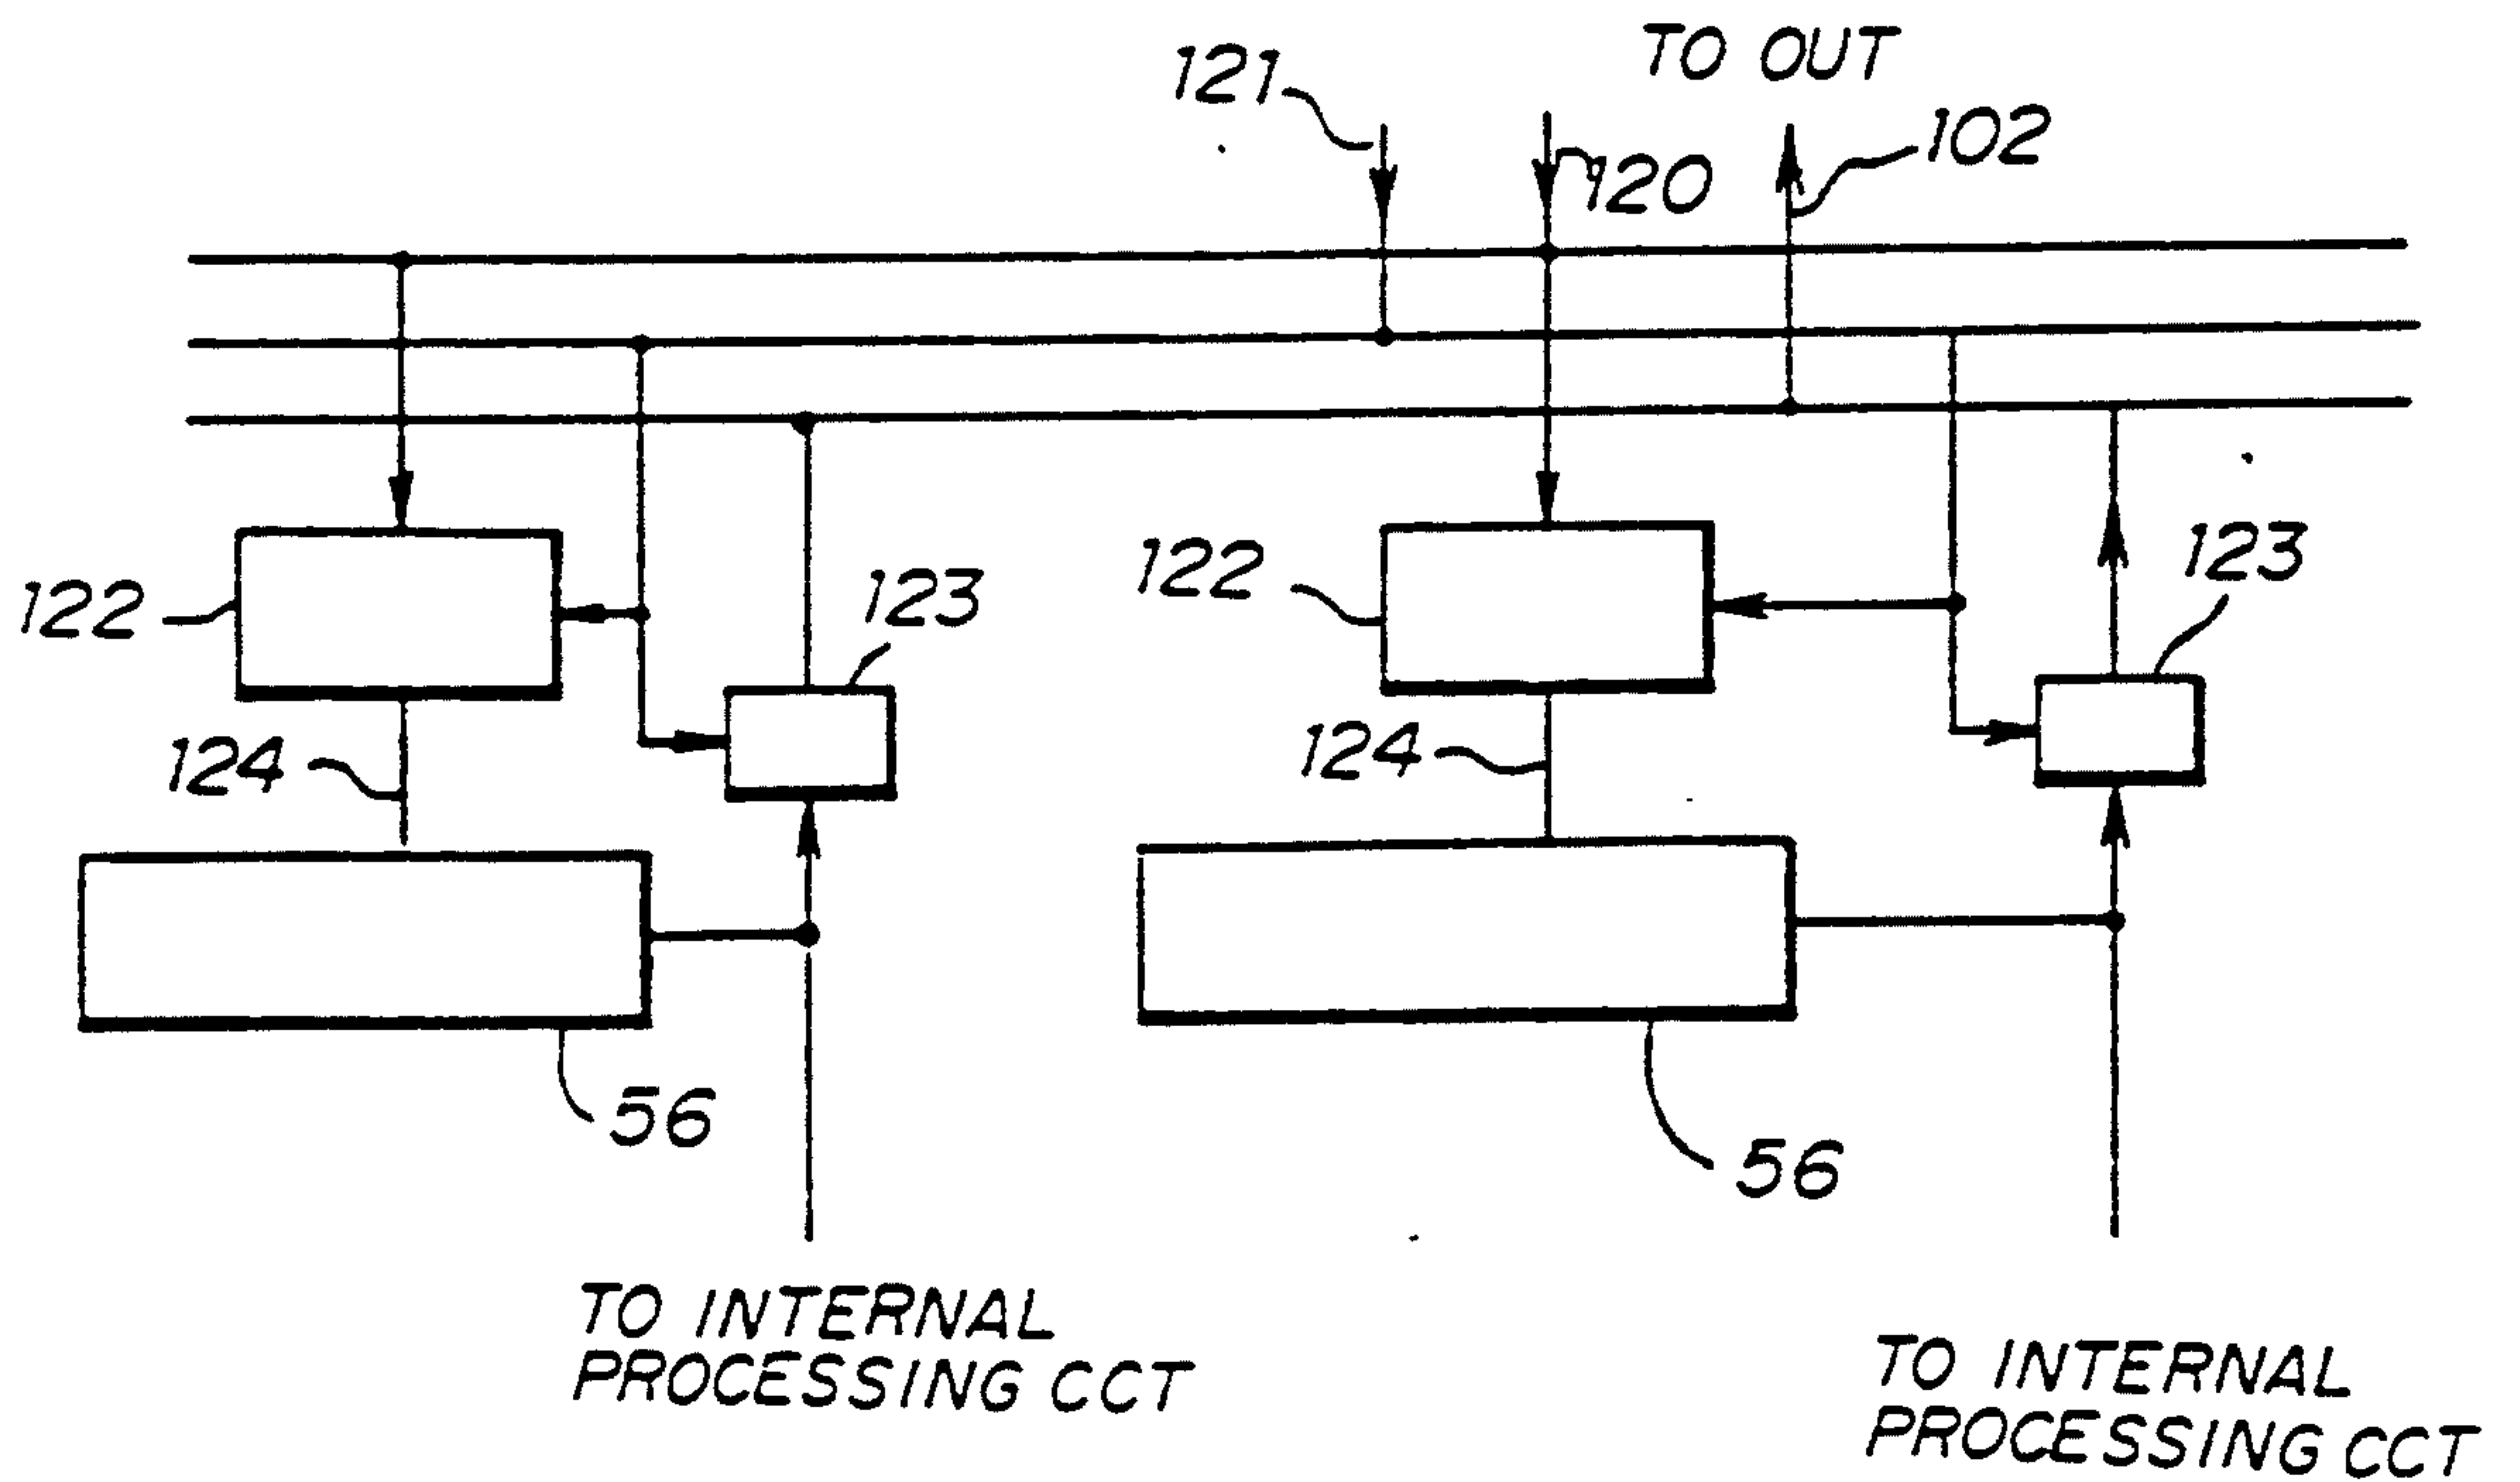 TO OUT
121
102
120
122
123
122
123
124
124
56
56
TO INTERNAL
PROCESSING CCT
TO INTERNAL
PROCESSING CCT